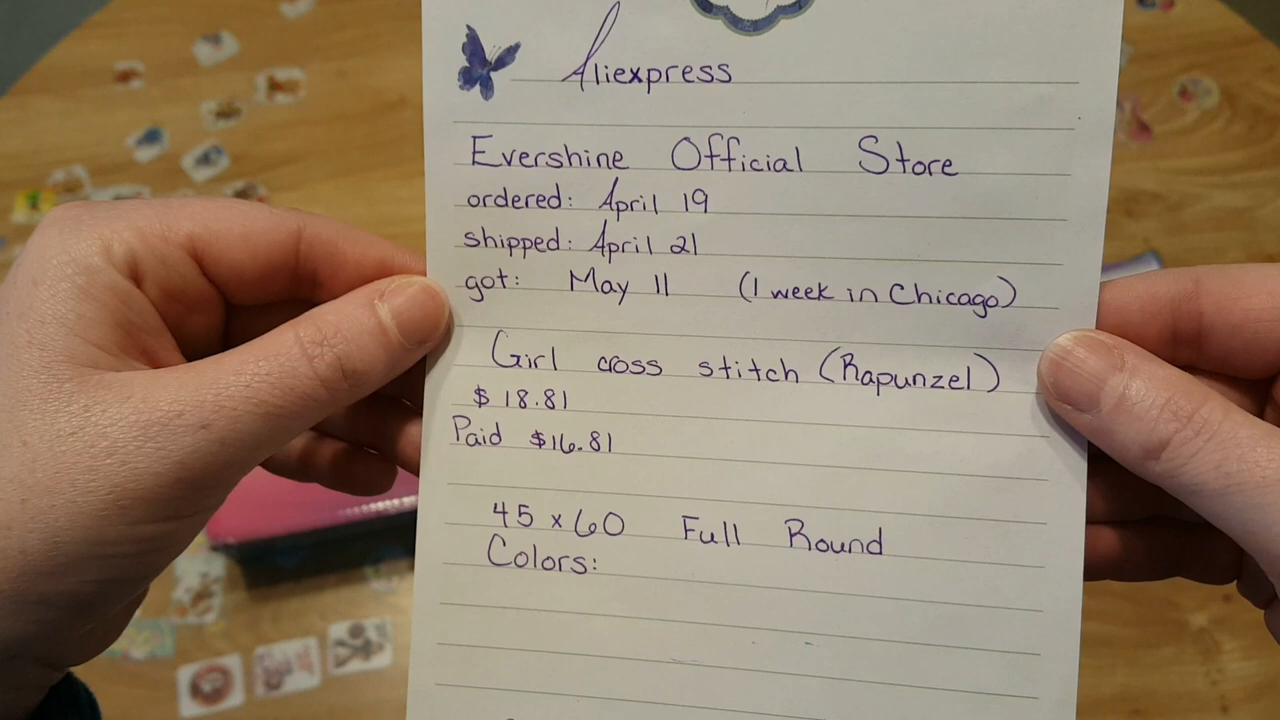 Aliexpress
Evershine Official Store
ordered: April 19
shipped: April 21
got: May 11 (1 week in Chicago)
Girl cross stitch (Rapunzel)
$ 18.81
Paid $16.81
45 x 60 Full Round
Colors: